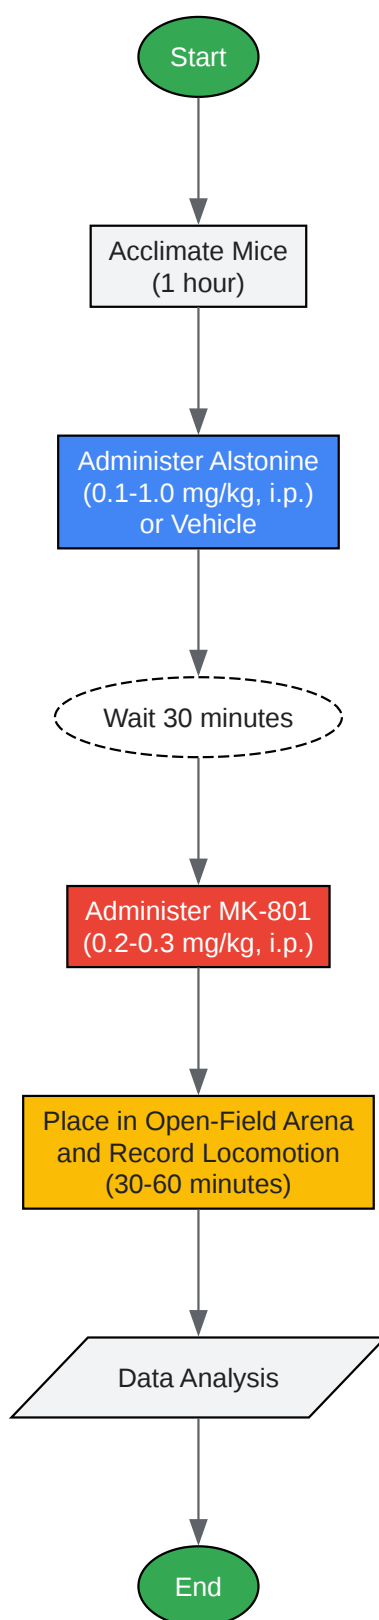 Start
Acclimate Mice
(1 hour)
Administer Alstonine
(0.1-1.0 mg/kg, i.p.)
or Vehicle
Wait 30 minutes
Administer MK-801
(0.2-0.3 mg/kg, i.p.)
Place in Open-Field Arena
and Record Locomotion
(30-60 minutes)
Data Analysis
End